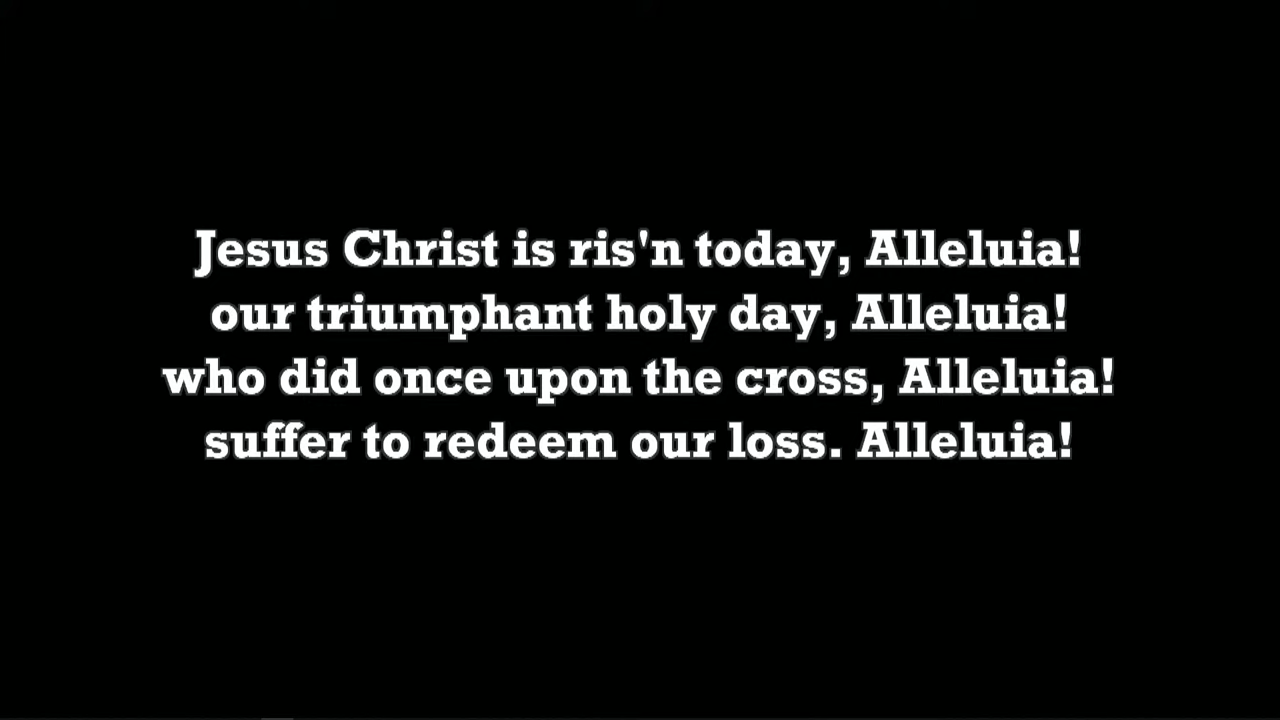 Jesus Christ is ris'n today, Alleluia!
our triumphant holy day, Alleluia!
who did once upon the cross, Alleluia!
suffer to redeem our loss. Alleluia!